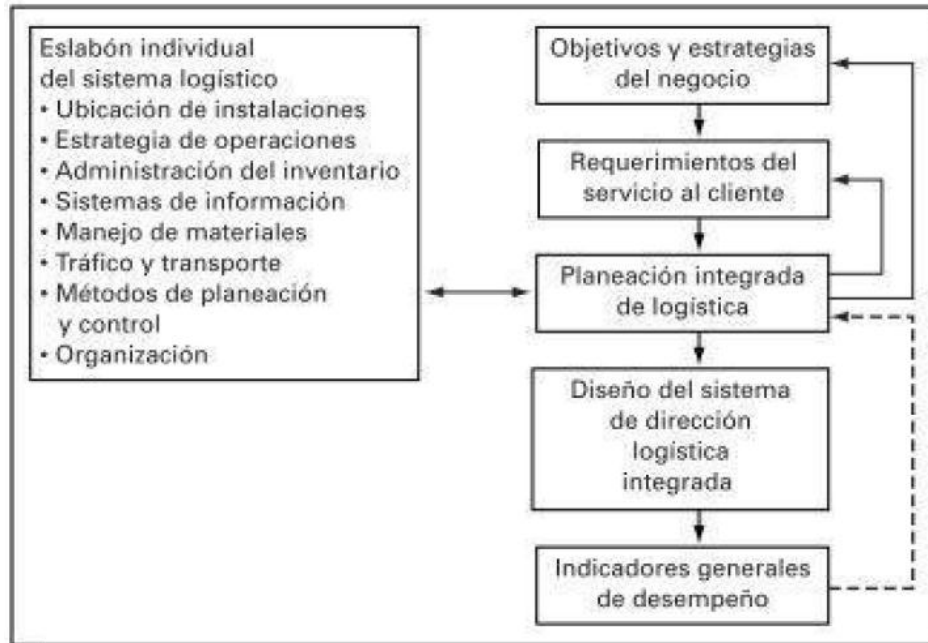 Eslabón individual
del sistema logístico
• Ubicación de instalaciones
• Estrategia de operaciones
• Administración del inventario
• Sistemas de información
• Manejo de materiales
• Tráfico y transporte
• Métodos de planeación
y control
• Organización
Objetivos y estrategias
del negocio
Requerimientos del
servicio al cliente
Planeación integrada
de logística
Diseño del sistema
de dirección
logística
integrada
Indicadores generales
de desempeño